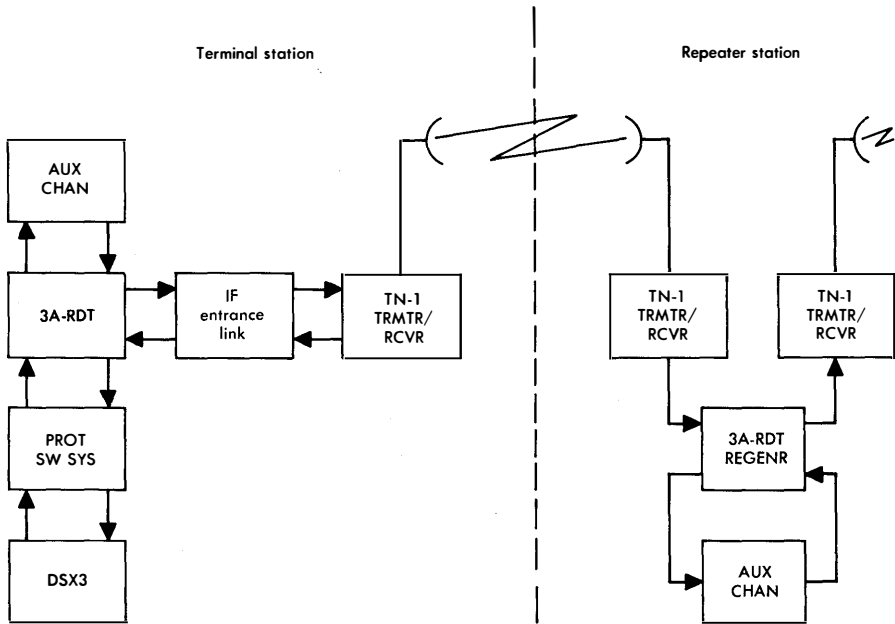 Terminal station
Repeater station
AUX
CHAN
3A-RDT
IF
entrance
link
TN-1
TRMTR/
RCVR
PROT
SW SYS
DSX3
TN-1
TRMTR/
RCVR
TN-1
TRMTR/
RCVR
3A-RDT
REGENR
AUX
CHAN